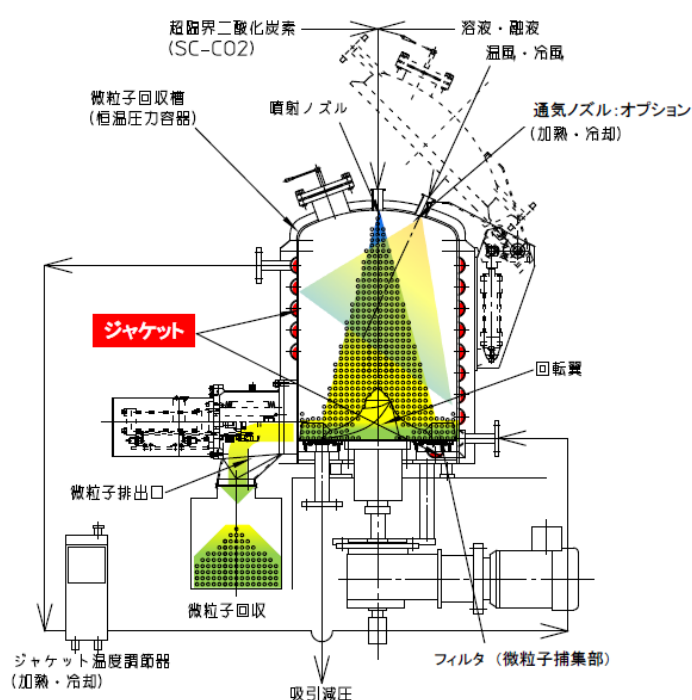 超臨界二酸化炭素
(SC-CO2)
溶液・融液
温風・冷風
微粒子回収槽
(恒温圧力容器)
噴射ノズル
通気ノズル:オプション
(加熱・冷却)
ジャケット
回転翼
微粒子排出口
微粒子回収
ジャケット温度調節器
(加熱・冷却)
フィルタ (微粒子捕集部)
吸引減圧